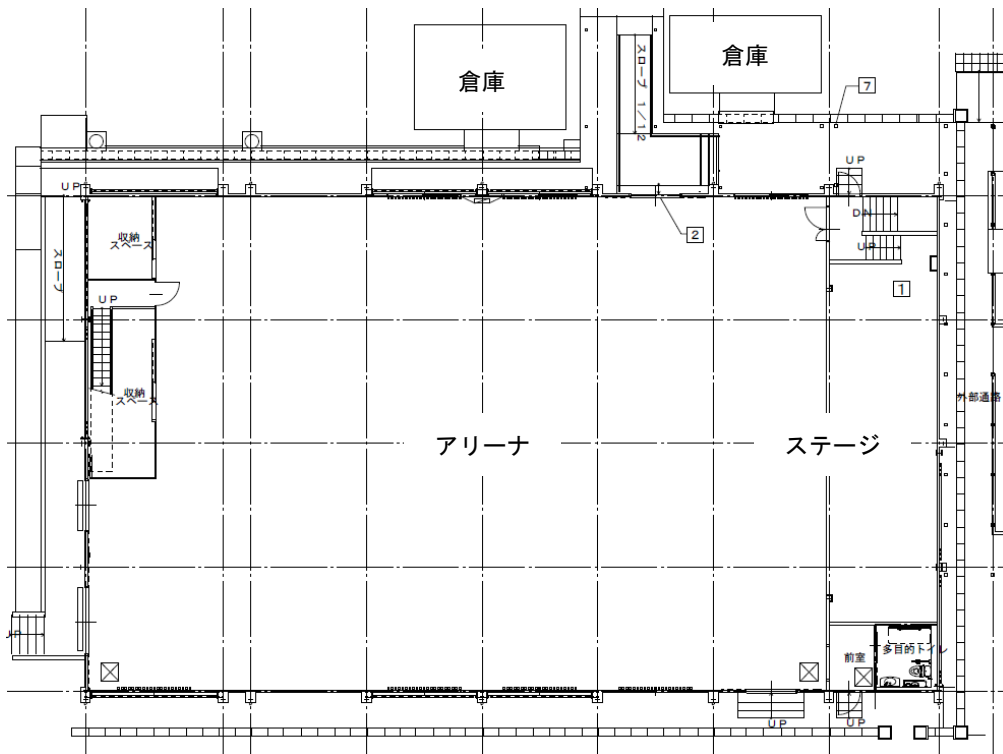 倉庫
倉庫
スロープ 1／12
7
UP
UP
2
DN
UP
収納
スペース
スロープ
UP
1
収納
スペース
外部通路
アリーナ
ステージ
UP
前室
多目的トイレ
UP
UP